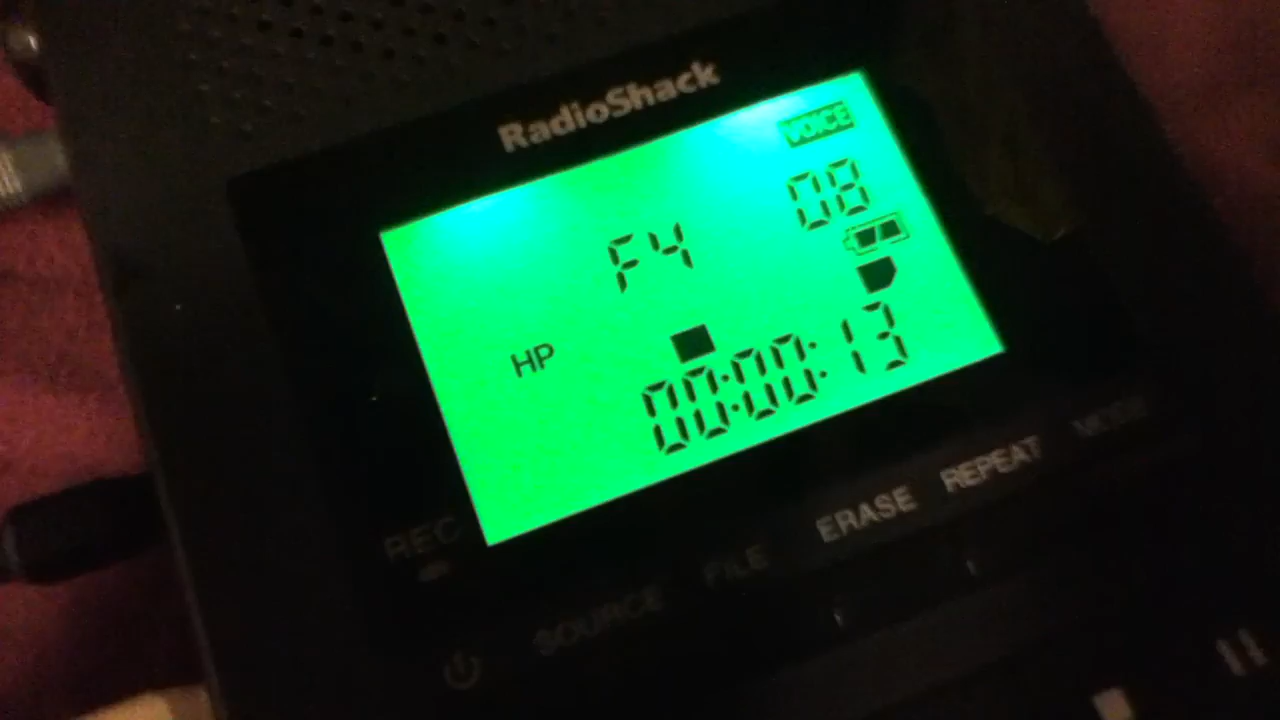 RadioShack
VOICE
F4 08
HP
00:00:13
REC
SOURCE FILE ERASE REPEAT MODE